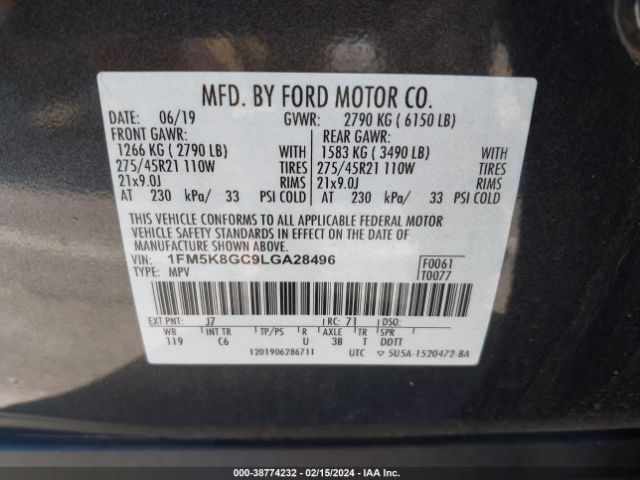 MFD. BY FORD MOTOR CO.
DATE: 06/19 GVWR: 2790 KG ( 6150 LB)
FRONT GAWR: REAR GAWR:
1266 KG ( 2790 LB) WITH 1583 KG ( 3490 LB) WITH
275/45R21 110W TIRES 275/45R21 110W TIRES
21x9.0J RIMS 21x9.0J RIMS
AT 230 kPa/ 33 PSI COLD AT 230 kPa/ 33 PSI COLD
THIS VEHICLE CONFORMS TO ALL APPLICABLE FEDERAL MOTOR
VEHICLE SAFETY STANDARDS IN EFFECT ON THE DATE OF
MANUFACTURE SHOWN ABOVE.
VIN: 1FM5K8GC9LGA28496 F0061
TYPE: MPV T0077
EXT PNT: J7 RC: 71 DSO:
WB INT TR TP/PS R AXLE TR SPR
119 C6 U 3B T DDTT
1201906286711 UTC 5U5A-1520472-BA
000-38774232 - 02/15/2024 - IAA Inc.